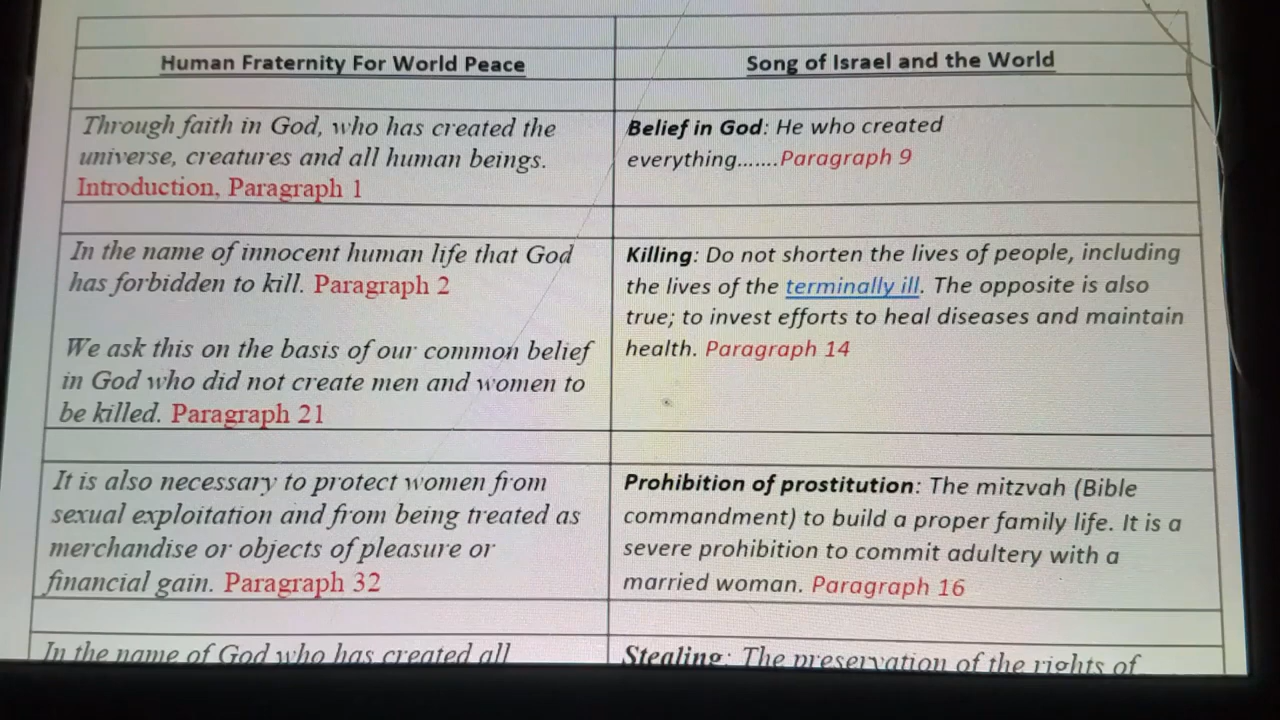 Human Fraternity For World Peace
Song of Israel and the World
Through faith in God, who has created the
universe, creatures and all human beings.
Introduction, Paragraph 1
Belief in God: He who created
everything.......Paragraph 9
In the name of innocent human life that God
has forbidden to kill. Paragraph 2
We ask this on the basis of our common belief
in God who did not create men and women to
be killed. Paragraph 21
Killing: Do not shorten the lives of people, including
the lives of the terminally ill. The opposite is also
true; to invest efforts to heal diseases and maintain
health. Paragraph 14
It is also necessary to protect women from
sexual exploitation and from being treated as
merchandise or objects of pleasure or
financial gain. Paragraph 32
Prohibition of prostitution: The mitzvah (Bible
commandment) to build a proper family life. It is a
severe prohibition to commit adultery with a
married woman. Paragraph 16
In the name of God who has created all
Stealing: The preservation of the rights of